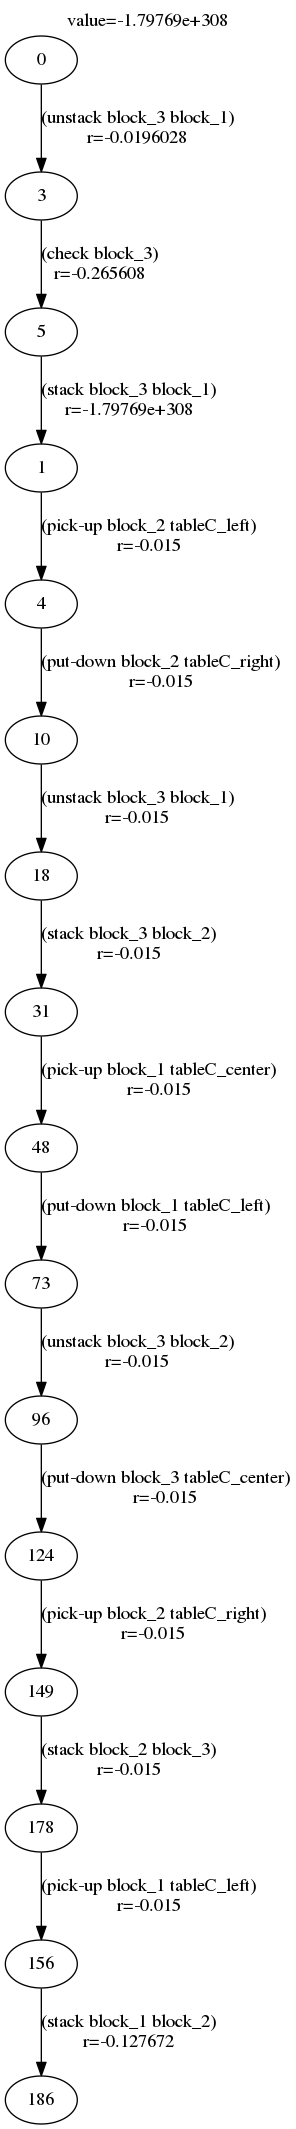 value=-1.79769e+308
0
(unstack block_3 block_1)
r=-0.0196028
3
(check block_3)
r=-0.265608
5
(stack block_3 block_1)
r=-1.79769e+308
1
(pick-up block_2 tableC_left)
r=-0.015
4
(put-down block_2 tableC_right)
r=-0.015
10
(unstack block_3 block_1)
r=-0.015
18
(stack block_3 block_2)
r=-0.015
31
(pick-up block_1 tableC_center)
r=-0.015
48
(put-down block_1 tableC_left)
r=-0.015
73
(unstack block_3 block_2)
r=-0.015
96
(put-down block_3 tableC_center)
r=-0.015
124
(pick-up block_2 tableC_right)
r=-0.015
149
(stack block_2 block_3)
r=-0.015
178
(pick-up block_1 tableC_left)
r=-0.015
156
(stack block_1 block_2)
r=-0.127672
186